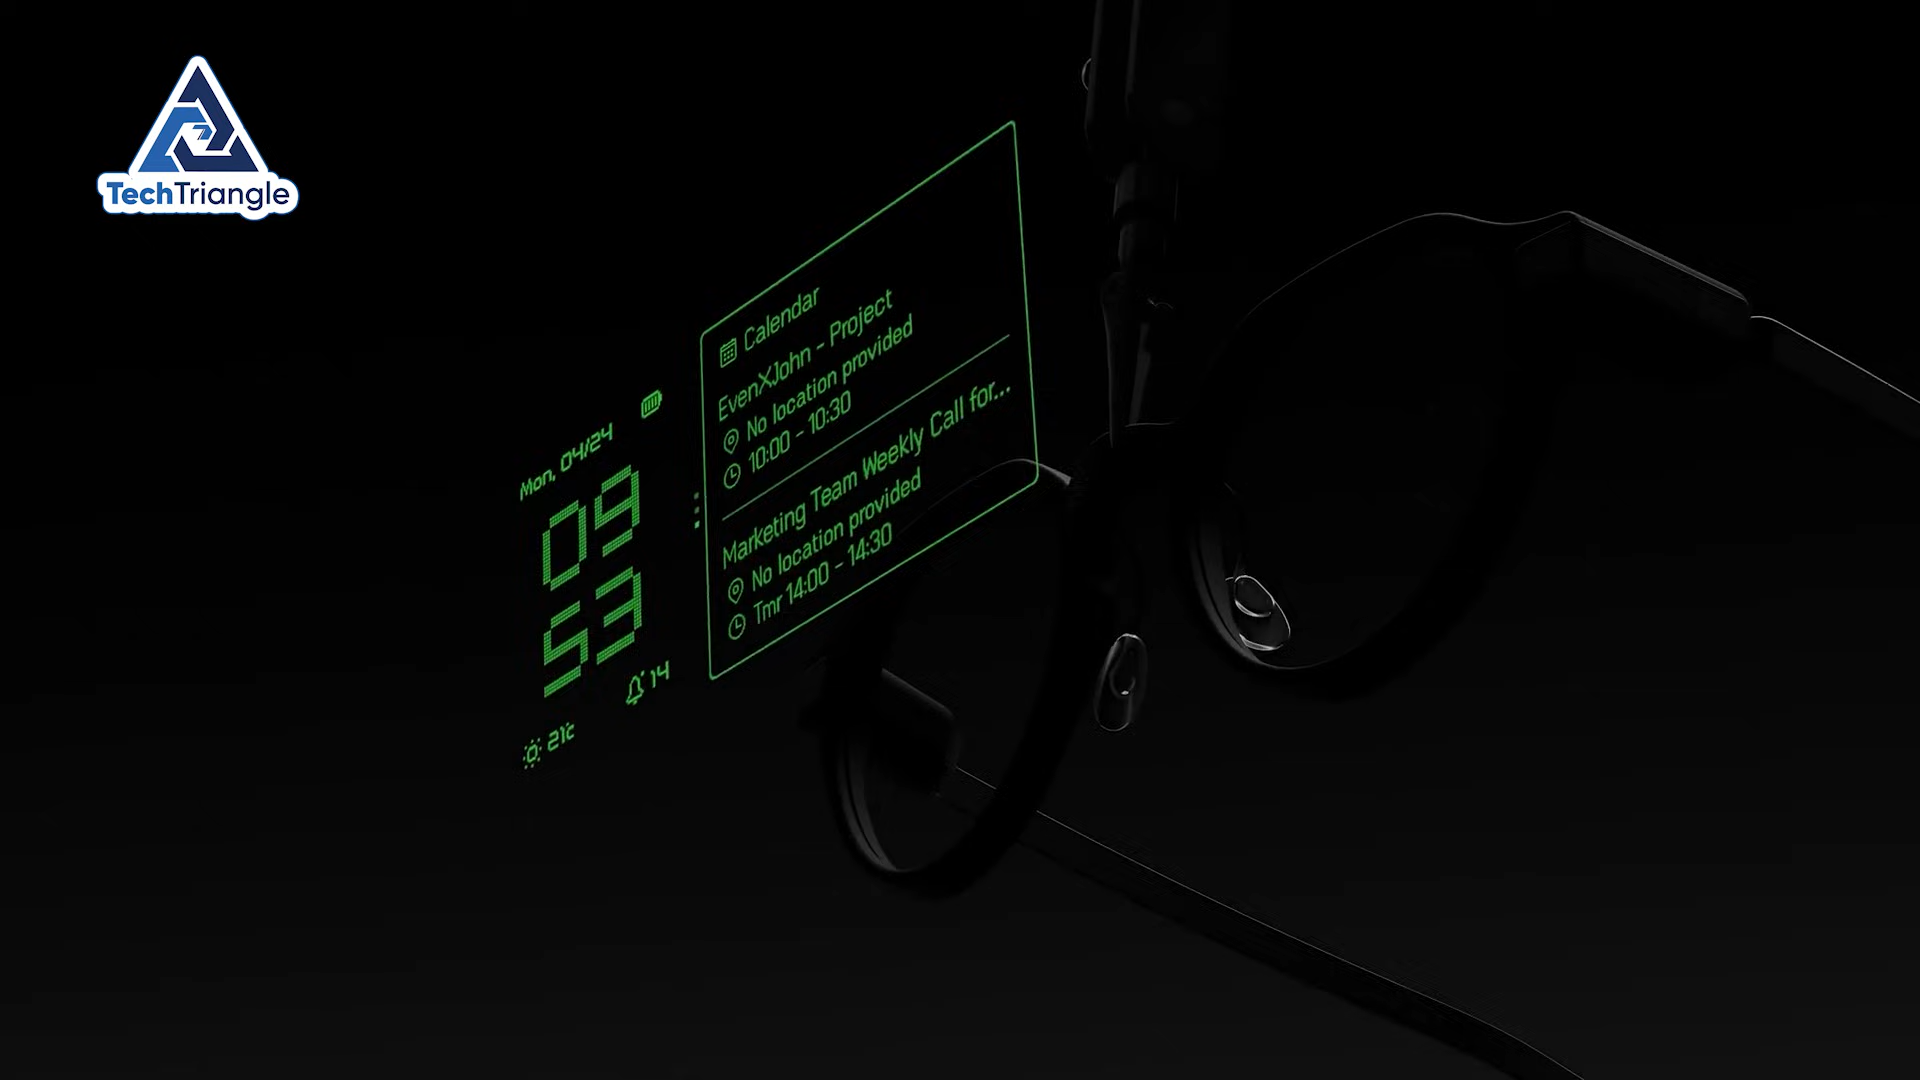 TechTriangle
Mon, 04/24
09
53
14
21°c
Calendar
EvenXJohn - Project
No location provided
10:00 - 10:30
Marketing Team Weekly Call for...
No location provided
Tmr 14:00 - 14:30